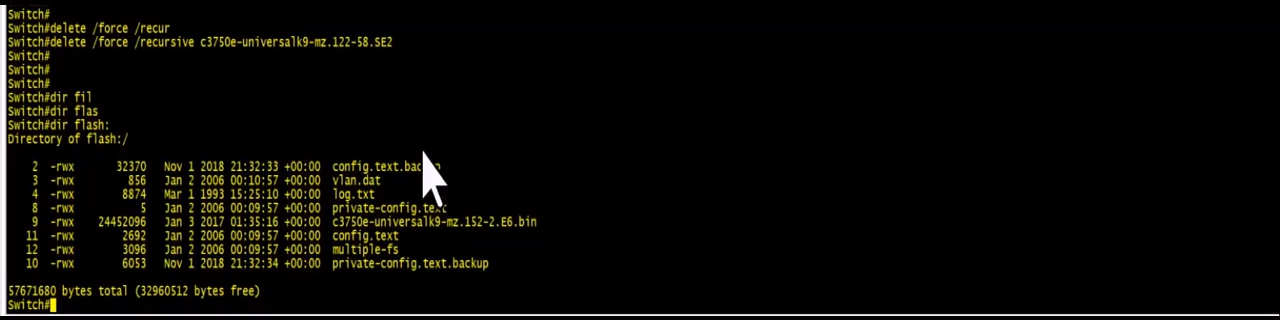 Switch#
Switch#delete /force /recur
Switch#delete /force /recursive c3750e-universalk9-mz.122-58.SE2
Switch#
Switch#
Switch#
Switch#dir fil
Switch#dir flas
Switch#dir flash:
Directory of flash:/
2 -rwx 32370 Nov 1 2018 21:32:33 +00:00
3 -rwx 856 Jan 2 2006 00:10:57 +00:00 vlan.dat
4 -rwx 8874 Mar 1 1993 15:25:10 +00:00 log.txt
8 -rwx 5 Jan 2 2006 00:09:57 +00:00 private-config.text
9 -rwx 24452096 Jan 3 2017 01:35:16 +00:00 c3750e-universalk9-mz.152-2.E6.bin
11 -rwx 2692 Jan 2 2006 00:09:57 +00:00 config.text
12 -rwx 3096 Jan 2 2006 00:09:57 +00:00 multiple-fs
10 -rwx 6053 Nov 1 2018 21:32:34 +00:00 private-config.text.backup
57671680 bytes total (32960512 bytes free)
Switch#